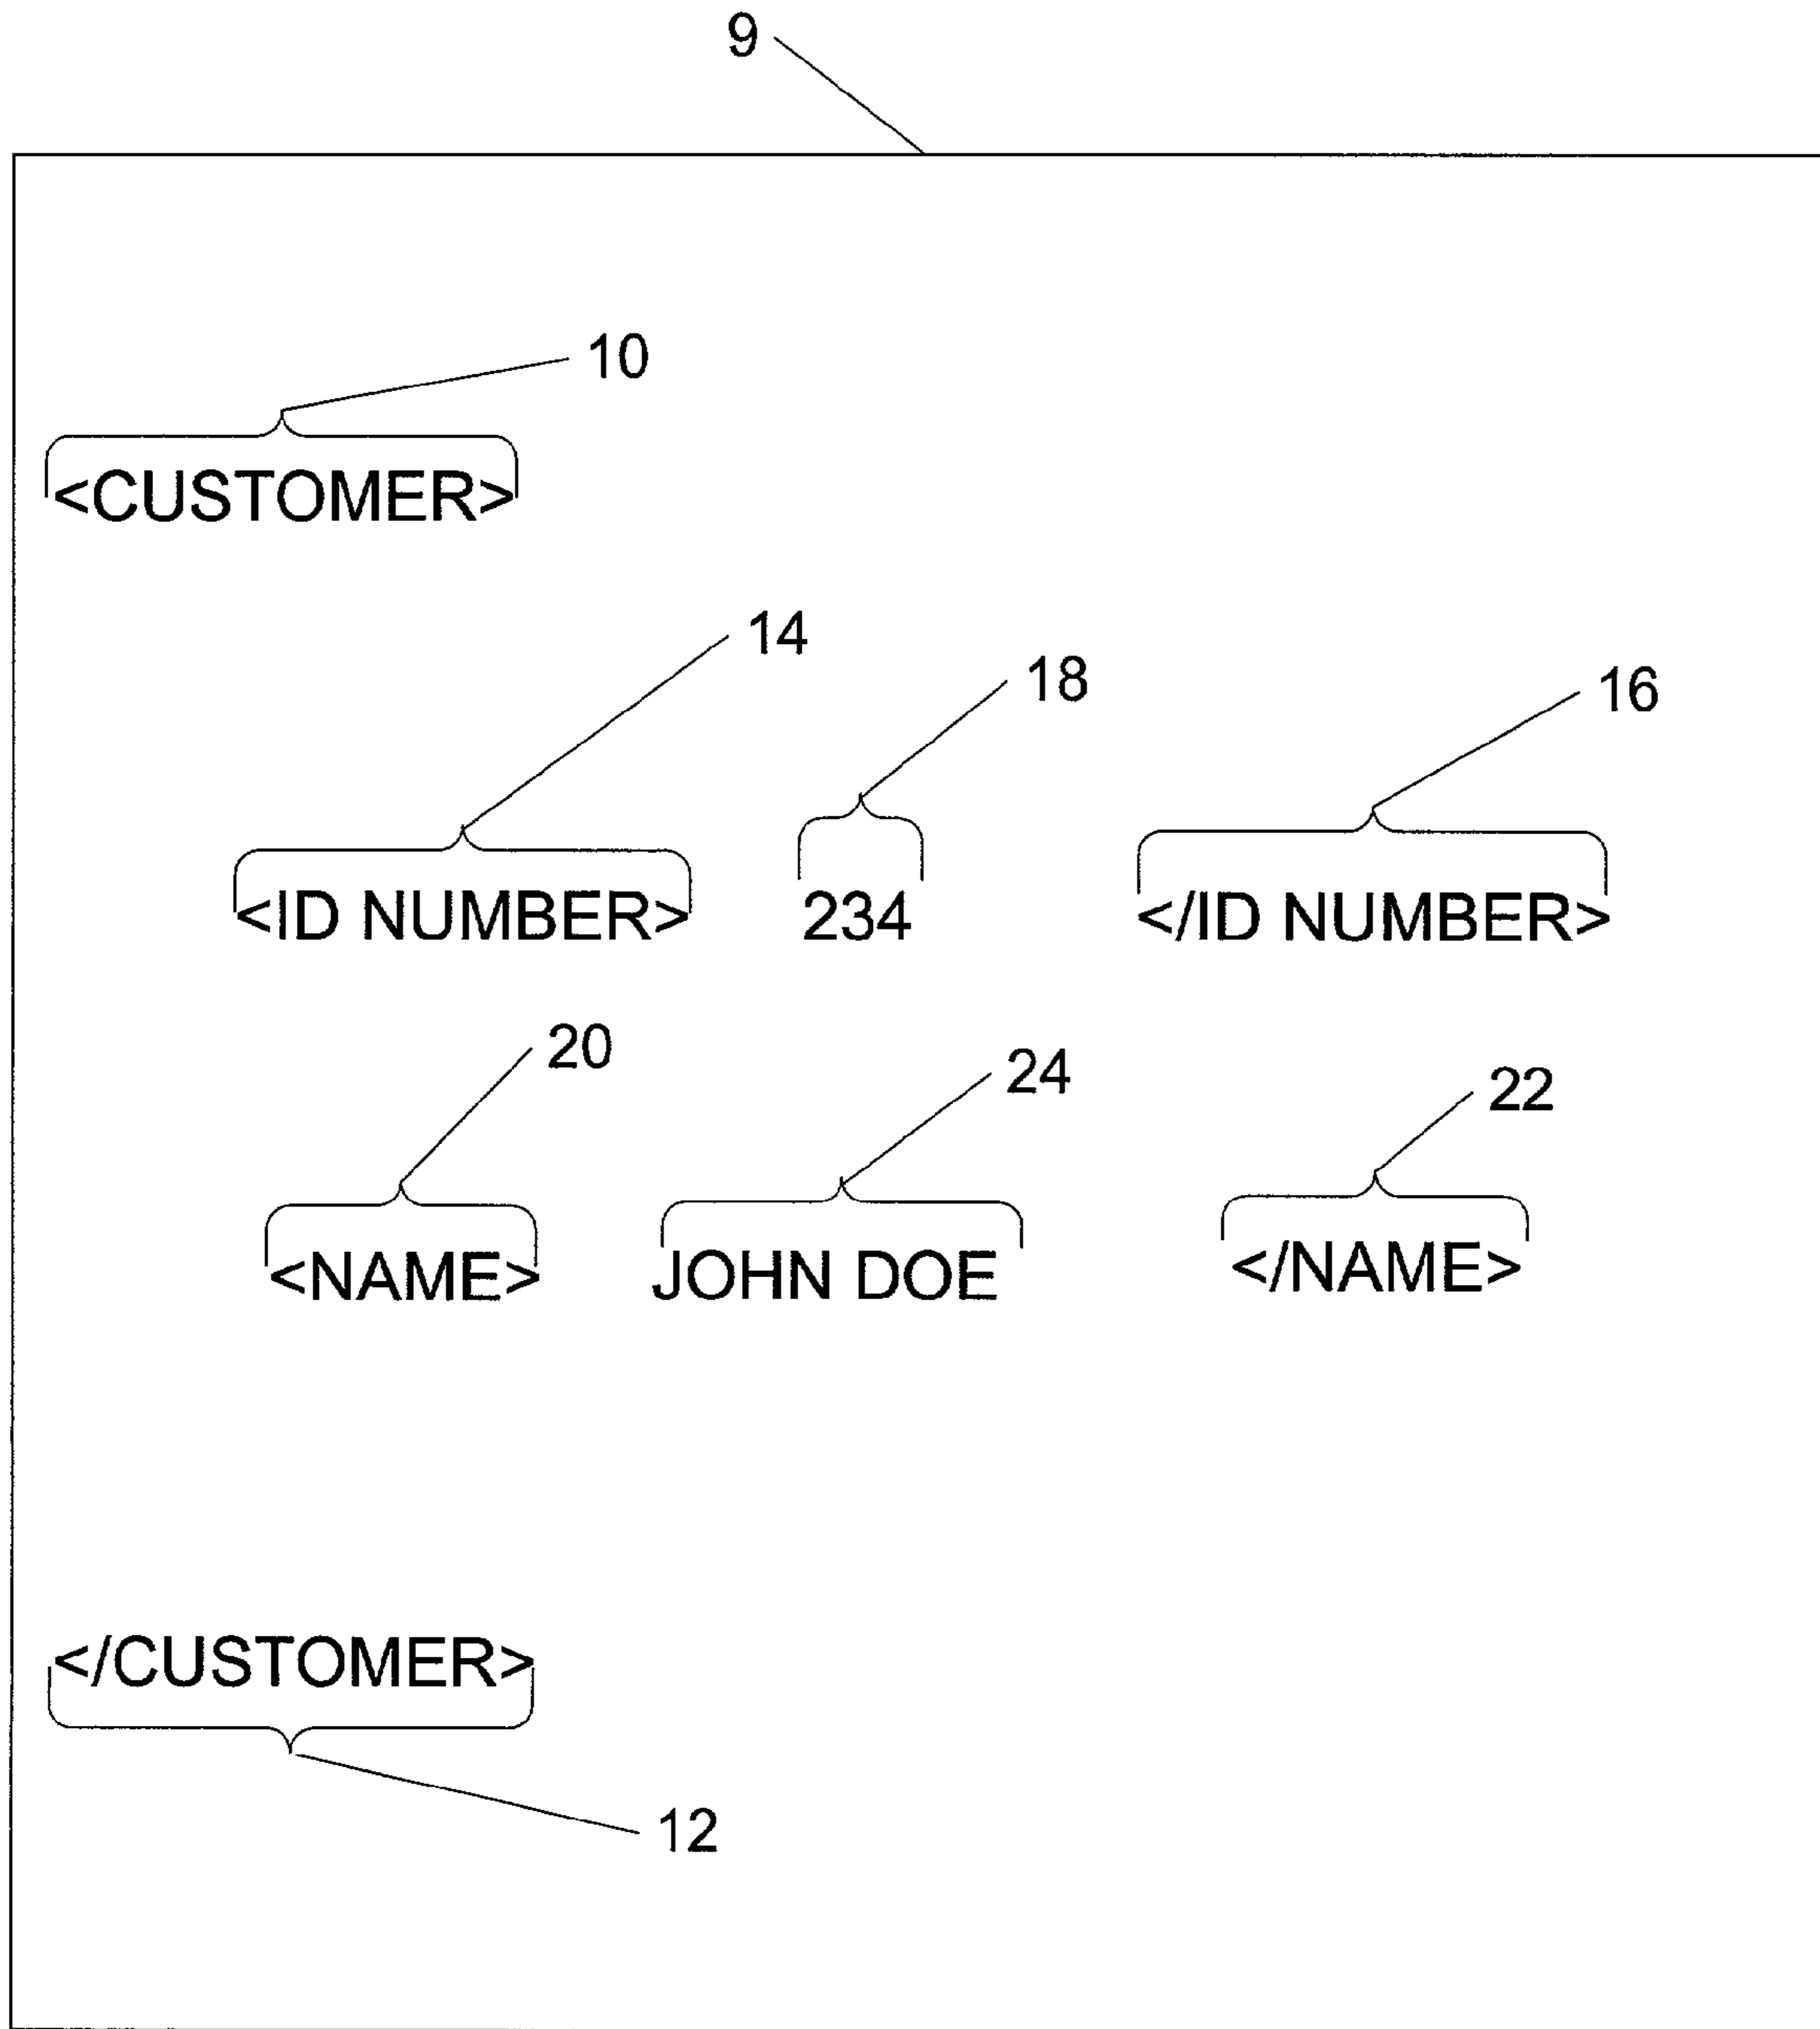 9
10
<CUSTOMER>
14 18 16
<ID NUMBER> 234 </ID NUMBER>
20 24 22
<NAME> JOHN DOE </NAME>
</CUSTOMER>
12